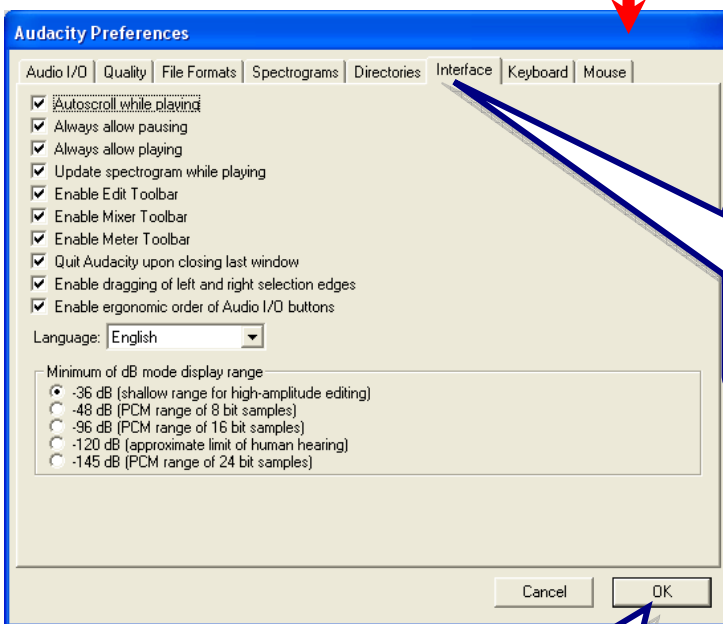 Audacity Preferences
Audio I/O Quality File Formats Spectrograms Directories Interface Keyboard Mouse
Autoscroll while playing
Always allow pausing
Always allow playing
Update spectrogram while playing
Enable Edit Toolbar
Enable Mixer Toolbar
Enable Meter Toolbar
Quit Audacity upon closing last window
Enable dragging of left and right selection edges
Enable ergonomic order of Audio I/O buttons
Language: English
Minimum of dB mode display range
-36 dB (shallow range for high-amplitude editing)
-48 dB (PCM range of 8 bit samples)
-96 dB (PCM range of 16 bit samples)
-120 dB (approximate limit of human hearing)
-145 dB (PCM range of 24 bit samples)
Cancel OK